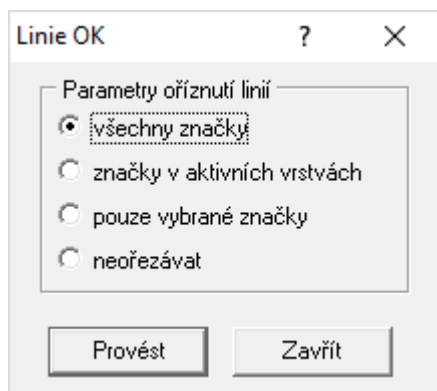 Linie OK
Parametry oříznutí linií
všechny značky
značky v aktivních vrstvách
pouze vybrané značky
neořezávat
Provést Zavřít